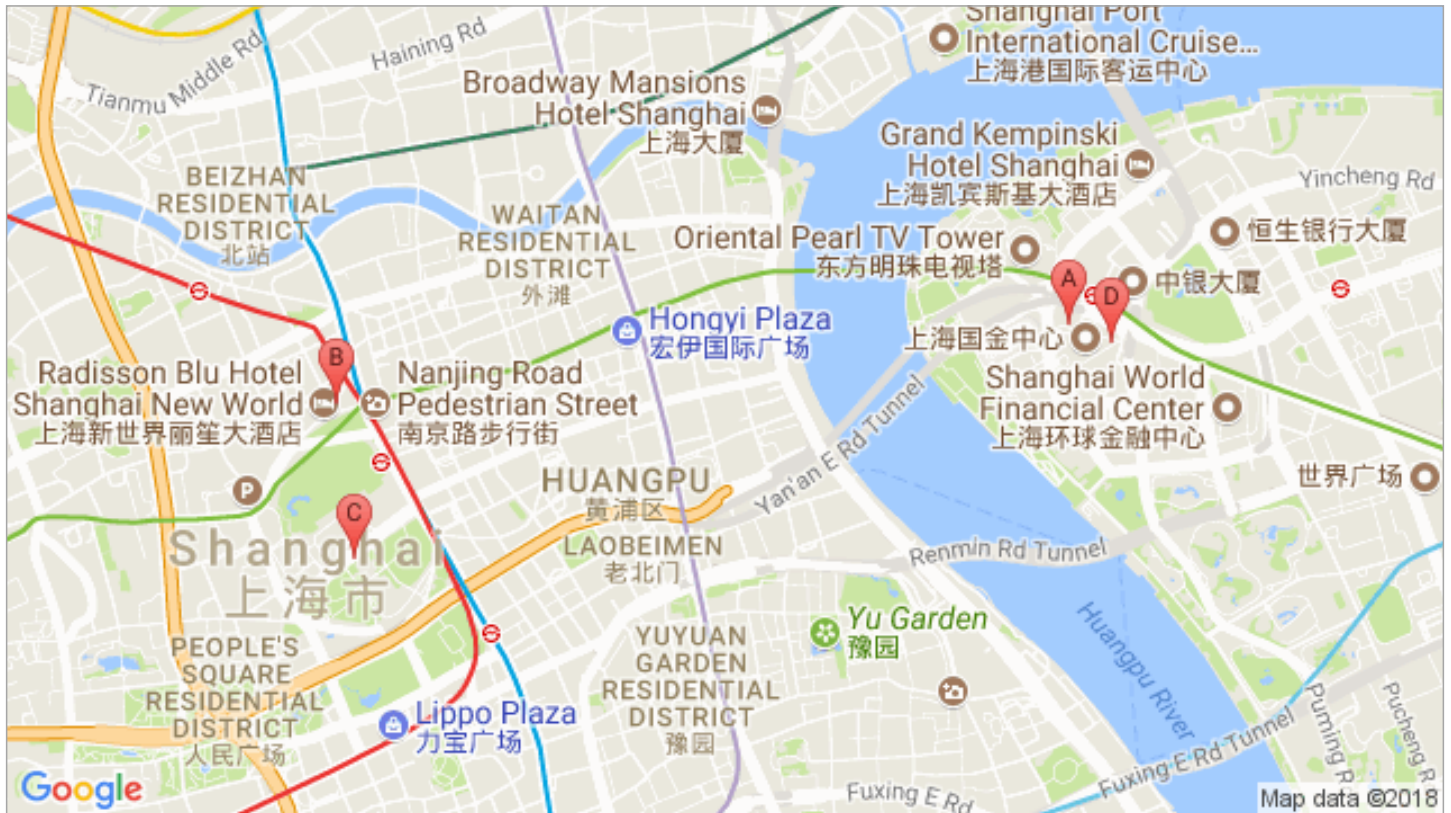 Shanghai Port
International Cruise…
上海港国际客运中心
Haining Rd
Tianmu Middle Rd
Broadway Mansions
Hotel Shanghai
上海大厦
Grand Kempinski
Hotel Shanghai
上海凯宾斯基大酒店
Yincheng Rd
BEIZHAN
RESIDENTIAL
DISTRICT
北站
WAITAN
RESIDENTIAL
DISTRICT
外滩
Oriental Pearl TV Tower
东方明珠电视塔
恒生银行大厦
A
D
中银大厦
Hongyi Plaza
宏伊国际广场
上海国金中心
B
Radisson Blu Hotel
Shanghai New World
上海新世界丽笙大酒店
Nanjing Road
Pedestrian Street
南京路步行街
Shanghai World
Financial Center
上海环球金融中心
Yan'an E Rd Tunnel
世界广场
P
HUANGPU
黄浦区
C
Shanghai
上海市
LAOBEIMEN
老北门
Renmin Rd Tunnel
Yu Garden
豫园
Huangpu River
PEOPLE'S
SQUARE
RESIDENTIAL
DISTRICT
人民广场
YUYUAN
GARDEN
RESIDENTIAL
DISTRICT
豫园
Lippo Plaza
力宝广场
Puming Rd
Pucheng Rd
Fuxing E Rd Tunnel
Fuxing E Rd
Google
Map data ©2018